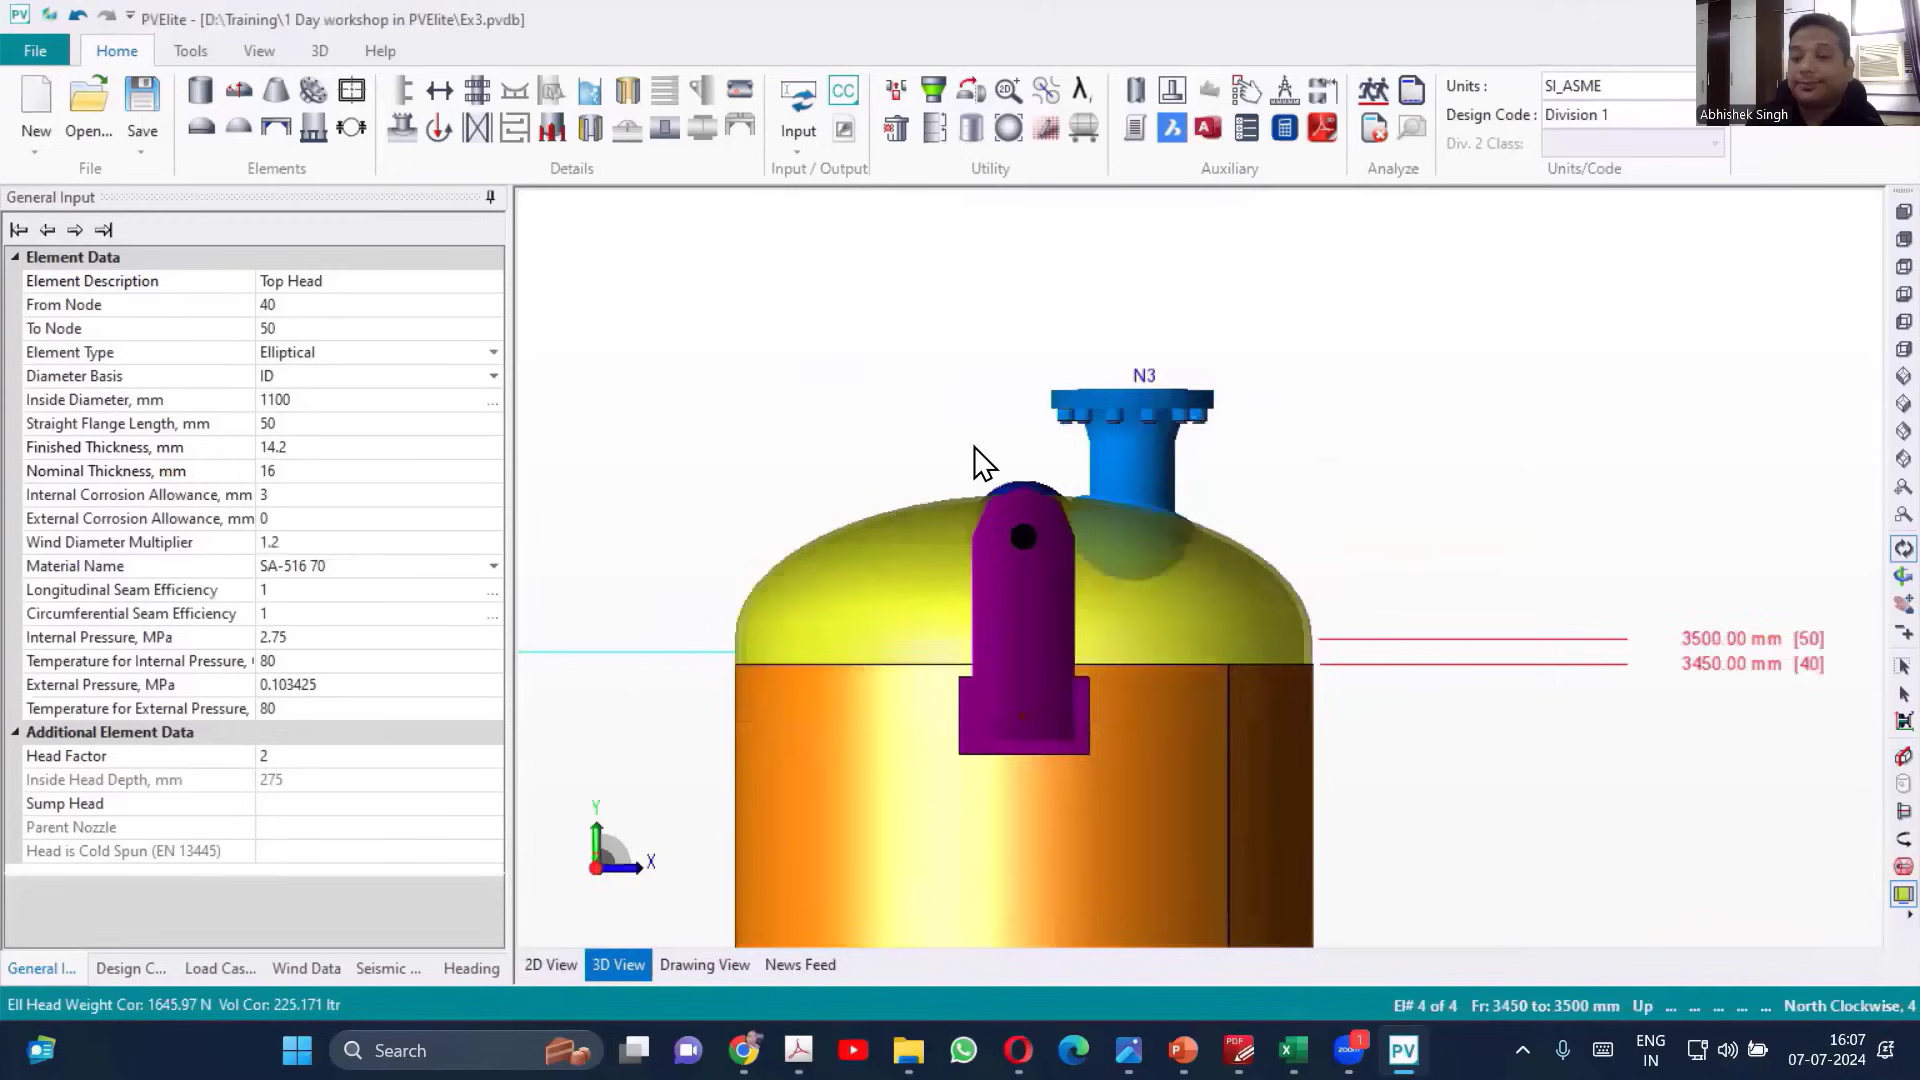 PV
PVElite - [D:\Training\1 Day workshop in PVElite\Ex3.pvdb]
File
Home
Tools
View
3D
Help
New
Open...
Save
Input
CC
2D
Units :
SI_ASME
Design Code :
Division 1
Div. 2 Class:
File
Elements
Details
Input / Output
Utility
Auxiliary
Analyze
Units/Code
Abhishek Singh
General Input
Element Data
Element Description
Top Head
From Node
40
To Node
50
Element Type
Elliptical
Diameter Basis
ID
Inside Diameter, mm
1100
...
Straight Flange Length, mm
50
Finished Thickness, mm
14.2
Nominal Thickness, mm
16
Internal Corrosion Allowance, mm
3
External Corrosion Allowance, mm
0
Wind Diameter Multiplier
1.2
Material Name
SA-516 70
Longitudinal Seam Efficiency
1
...
Circumferential Seam Efficiency
1
...
Internal Pressure, MPa
2.75
Temperature for Internal Pressure,
80
External Pressure, MPa
0.103425
Temperature for External Pressure,
80
Additional Element Data
Head Factor
2
Inside Head Depth, mm
275
Sump Head
Parent Nozzle
Head is Cold Spun (EN 13445)
N3
3500.00 mm [50]
3450.00 mm [40]
Y
X
General I...
Design C...
Load Cas...
Wind Data
Seismic ...
Heading
2D View
3D View
Drawing View
News Feed
Ell Head Weight Cor: 1645.97 N Vol Cor: 225.171 ltr
El# 4 of 4
Fr: 3450 to: 3500 mm
Up
...
...
...
...
North Clockwise, 4
Search
PDF
zoom
1
PV
ENG
IN
16:07
07-07-2024